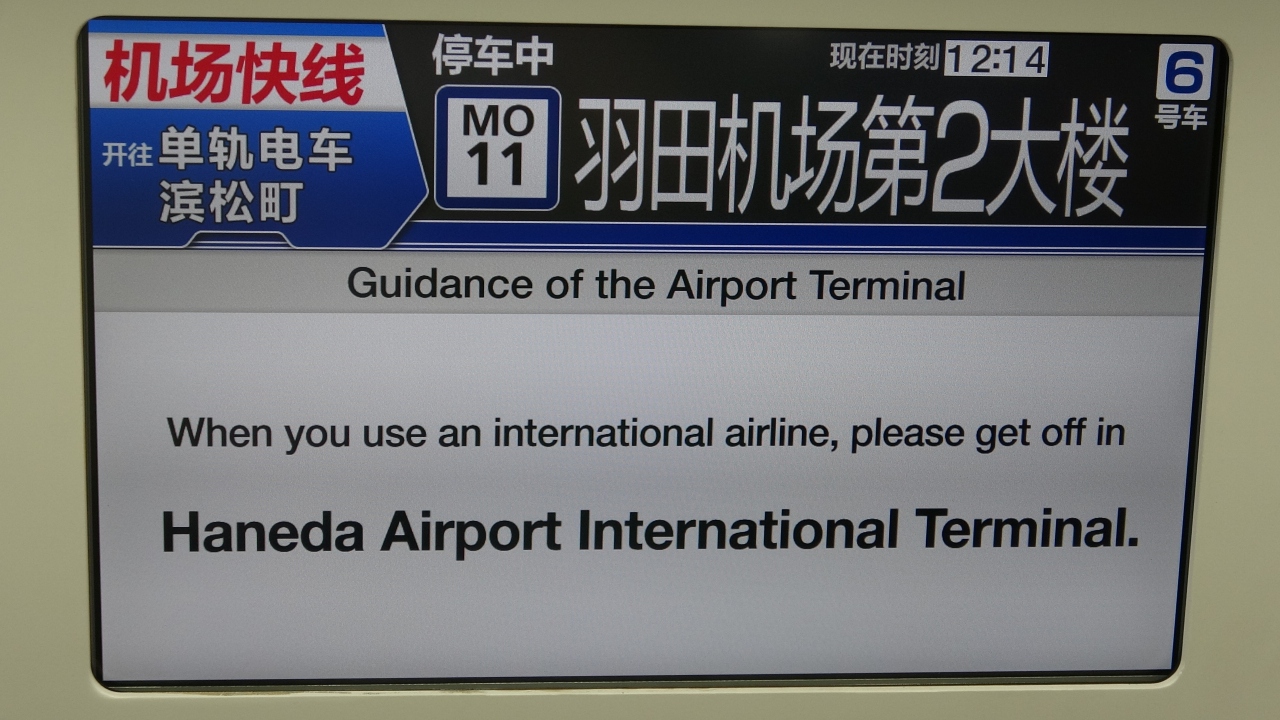 机场快线
开往 单轨电车
滨松町
停车中
现在时刻 12:14
6
号车
MO
11
羽田机场第2大楼
Guidance of the Airport Terminal
When you use an international airline, please get off in
Haneda Airport International Terminal.